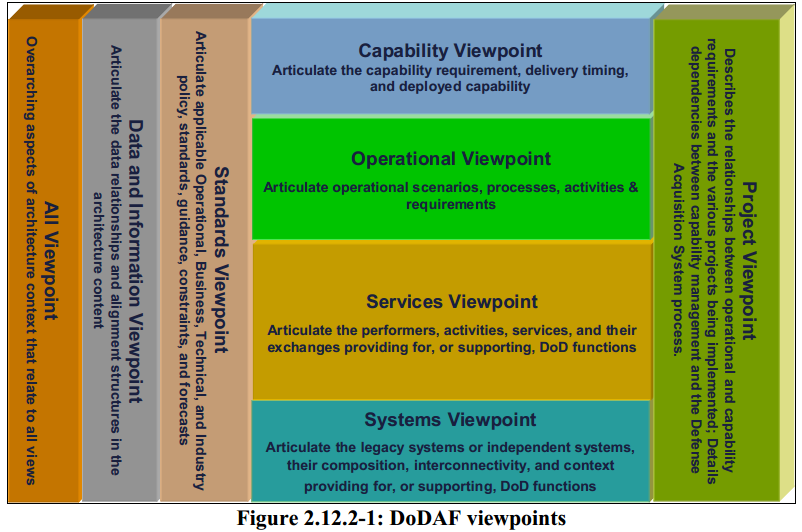 All Viewpoint
Overarching aspects of architecture context that relate to all views
Data and Information Viewpoint
Articulate the data relationships and alignment structures in the
architecture content
Standards Viewpoint
Articulate applicable Operational, Business, Technical, and Industry
policy, standards, guidance, constraints, and forecasts
Capability Viewpoint
Articulate the capability requirement, delivery timing,
and deployed capability
Operational Viewpoint
Articulate operational scenarios, processes, activities &
requirements
Services Viewpoint
Articulate the performers, activities, services, and their
exchanges providing for, or supporting, DoD functions
Systems Viewpoint
Articulate the legacy systems or independent systems,
their composition, interconnectivity, and context
providing for, or supporting, DoD functions
Project Viewpoint
Describes the relationships between operational and capability
requirements and the various projects being implemented; Details
dependencies between capability management and the Defense
Acquisition System process.
Figure 2.12.2-1: DoDAF viewpoints